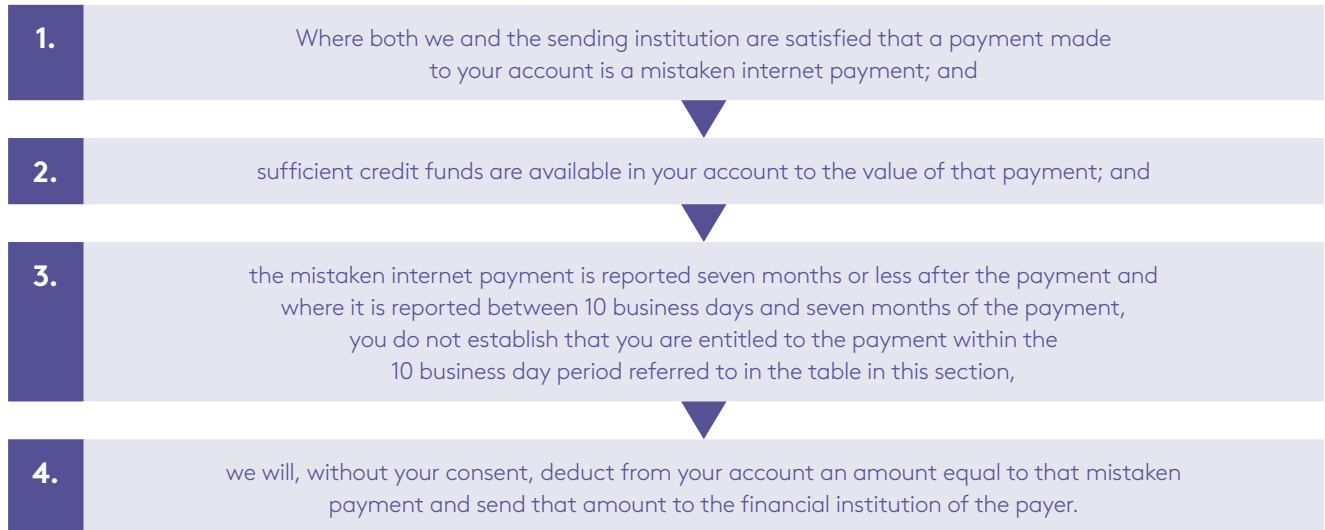 1.
Where both we and the sending institution are satisfied that a payment made
to your account is a mistaken internet payment; and
2.
sufficient credit funds are available in your account to the value of that payment; and
3.
the mistaken internet payment is reported seven months or less after the payment and
where it is reported between 10 business days and seven months of the payment,
you do not establish that you are entitled to the payment within the
10 business day period referred to in the table in this section,
4.
we will, without your consent, deduct from your account an amount equal to that mistaken
payment and send that amount to the financial institution of the payer.